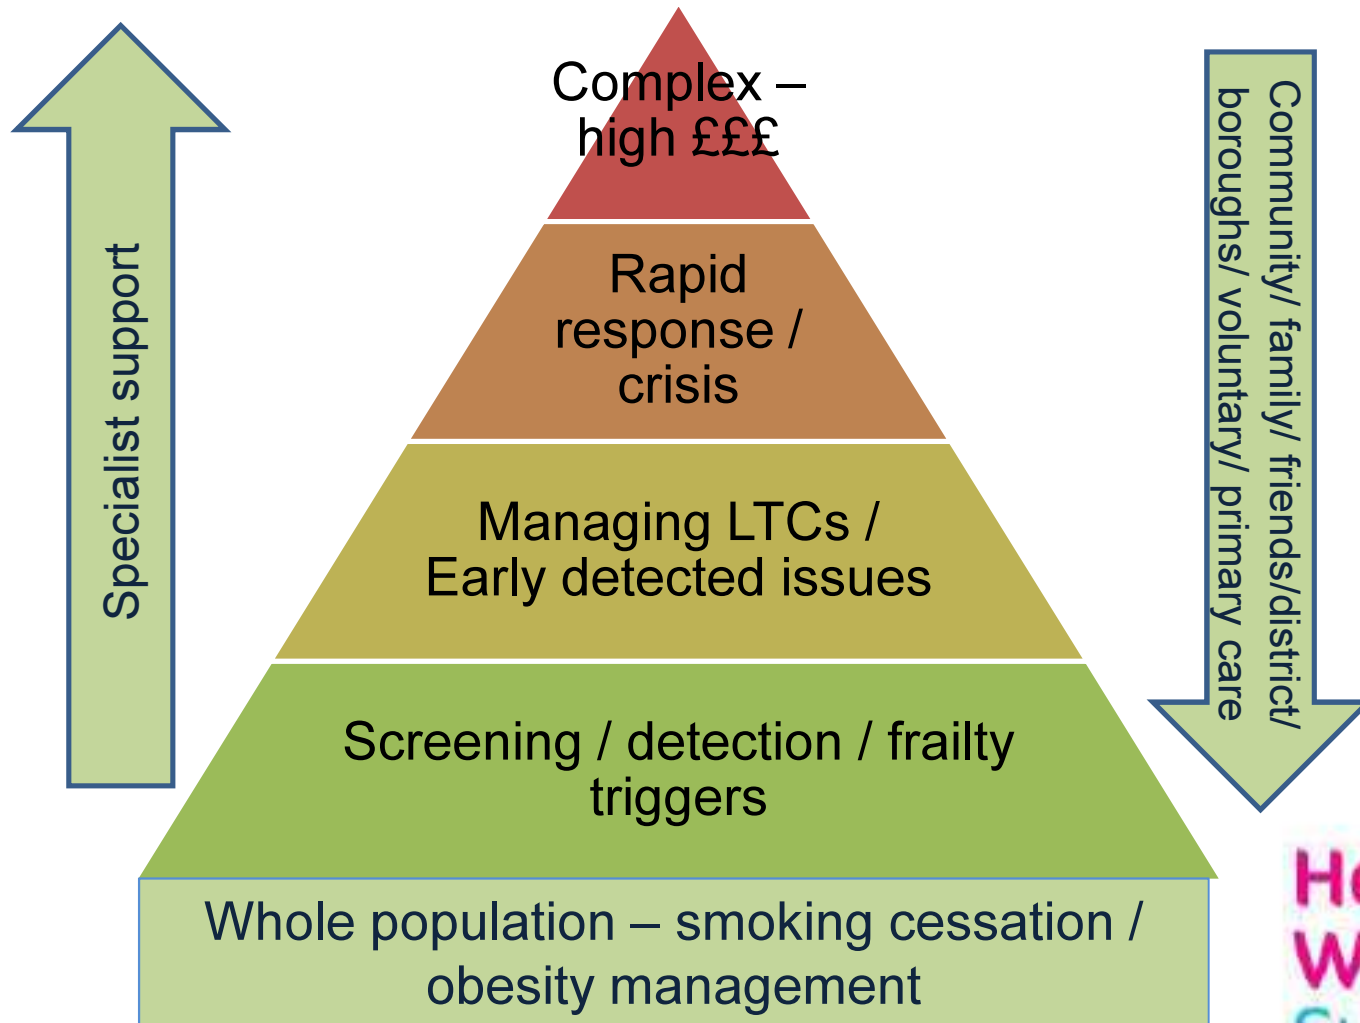 Complex –
high £££
Rapid
response /
crisis
Managing LTCs /
Early detected issues
Screening / detection / frailty
triggers
Whole population – smoking cessation /
obesity management
Specialist support
Community/ family/ friends/district/
boroughs/ voluntary/ primary care